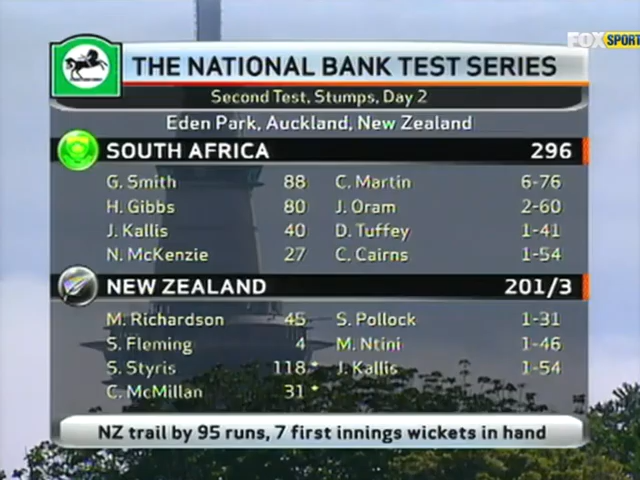 FOX SPORT
THE NATIONAL BANK TEST SERIES
Second Test, Stumps, Day 2
Eden Park, Auckland, New Zealand
SOUTH AFRICA 296
G. Smith 88 C. Martin 6-76
H. Gibbs 80 J. Oram 2-60
J. Kallis 40 D. Tuffey 1-41
N. McKenzie 27 C. Cairns 1-54
NEW ZEALAND 201/3
M. Richardson 45 S. Pollock 1-31
S. Fleming 4 M. Ntini 1-46
S. Styris 118* J. Kallis 1-54
C. McMillan 31*
NZ trail by 95 runs, 7 first innings wickets in hand